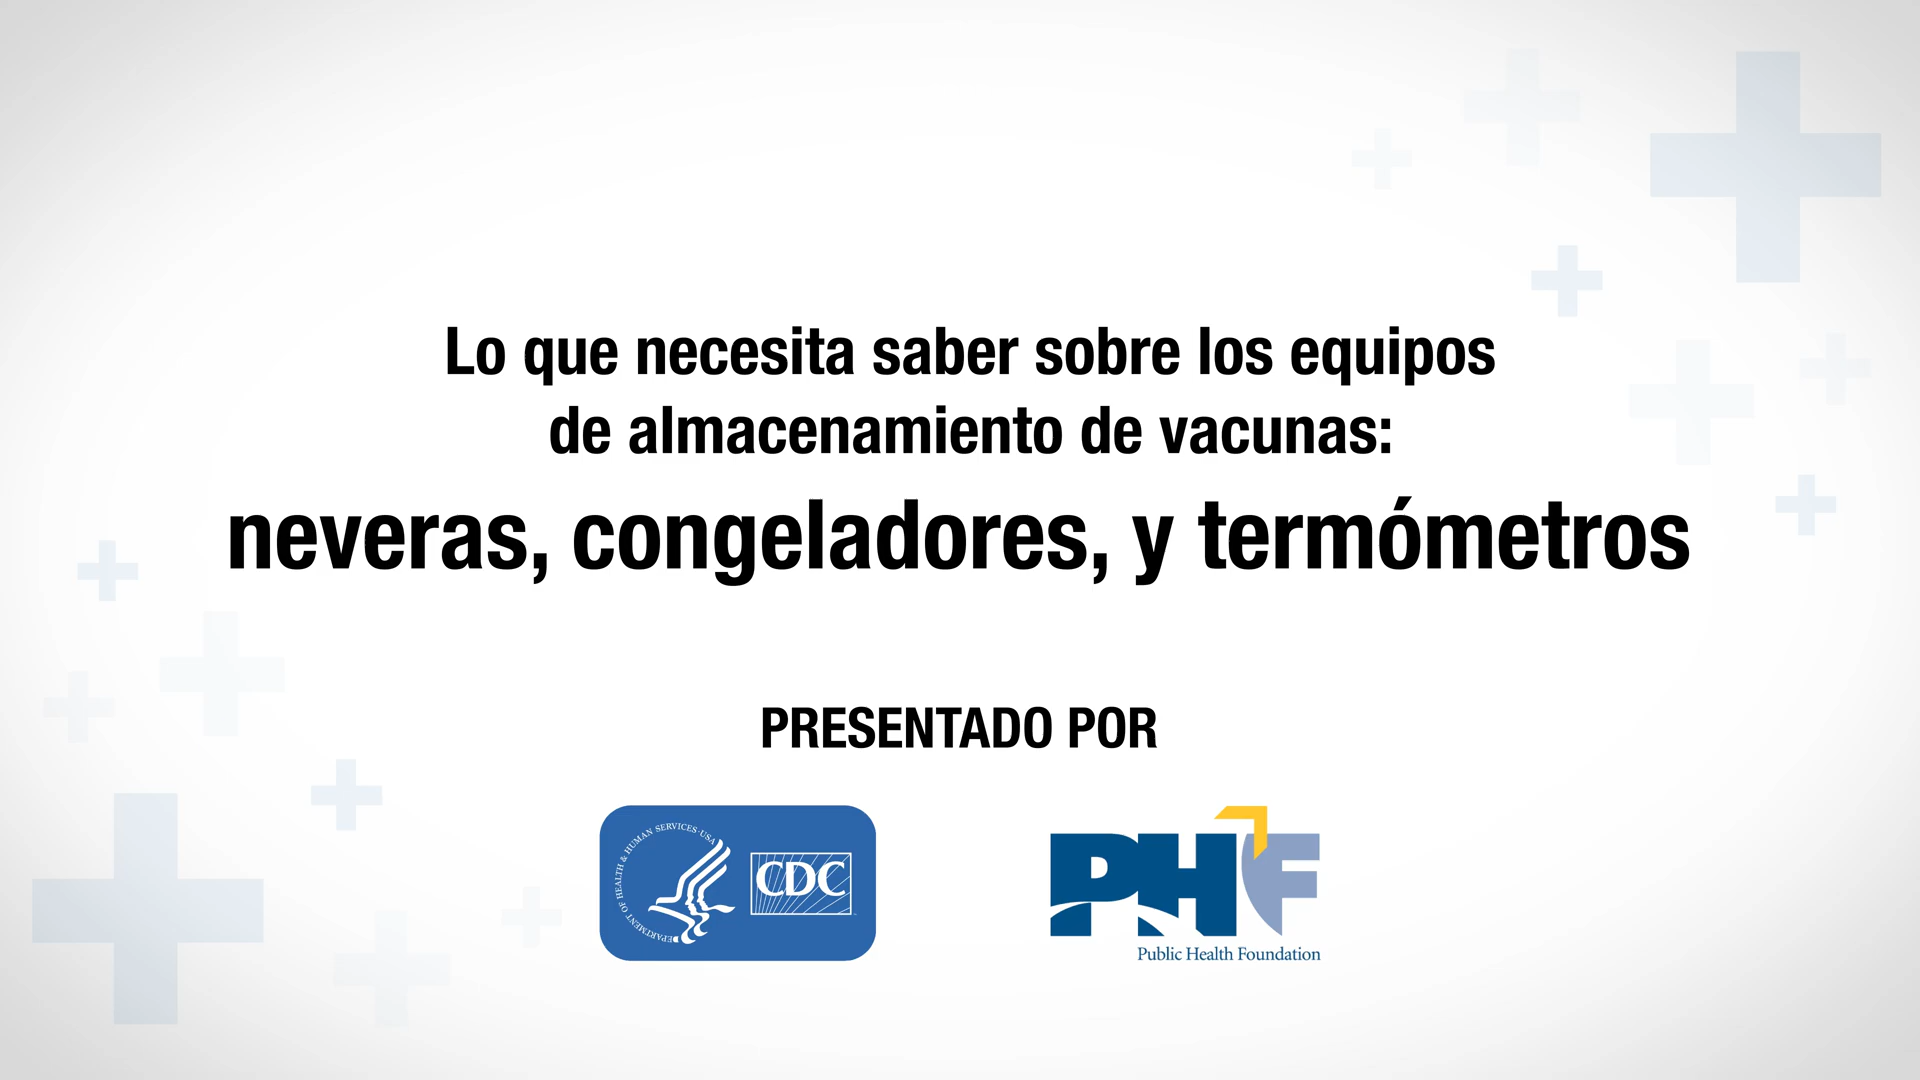 Lo que necesita saber sobre los equipos
de almacenamiento de vacunas:
neveras, congeladores, y termómetros
PRESENTADO POR
DEPARTMENT OF HEALTH & HUMAN SERVICES·USA
CDC
PHF
Public Health Foundation